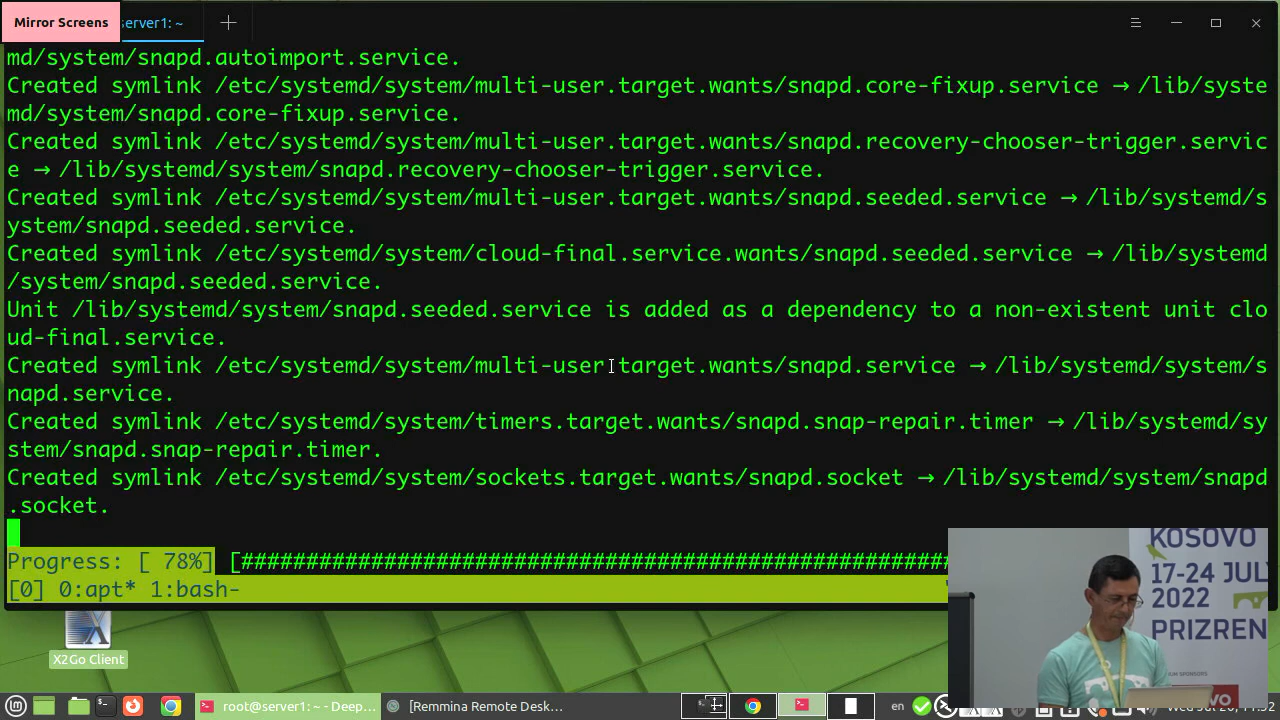 Mirror Screens
server1: ~
md/system/snapd.autoimport.service.
Created symlink /etc/systemd/system/multi-user.target.wants/snapd.core-fixup.service → /lib/syste
md/system/snapd.core-fixup.service.
Created symlink /etc/systemd/system/multi-user.target.wants/snapd.recovery-chooser-trigger.servic
e → /lib/systemd/system/snapd.recovery-chooser-trigger.service.
Created symlink /etc/systemd/system/multi-user.target.wants/snapd.seeded.service → /lib/systemd/s
ystem/snapd.seeded.service.
Created symlink /etc/systemd/system/cloud-final.service.wants/snapd.seeded.service → /lib/systemd
/system/snapd.seeded.service.
Unit /lib/systemd/system/snapd.seeded.service is added as a dependency to a non-existent unit clo
ud-final.service.
Created symlink /etc/systemd/system/multi-user.target.wants/snapd.service → /lib/systemd/system/s
napd.service.
Created symlink /etc/systemd/system/timers.target.wants/snapd.snap-repair.timer → /lib/systemd/sy
stem/snapd.snap-repair.timer.
Created symlink /etc/systemd/system/sockets.target.wants/snapd.socket → /lib/systemd/system/snapd
.socket.
Progress: [ 78%] [#######################################################
[0] 0:apt* 1:bash-
KOSOVO
17-24 JUL
2022
PRIZREN
X2Go Client
root@server1: ~ - Deep...
[Remmina Remote Desk...
en